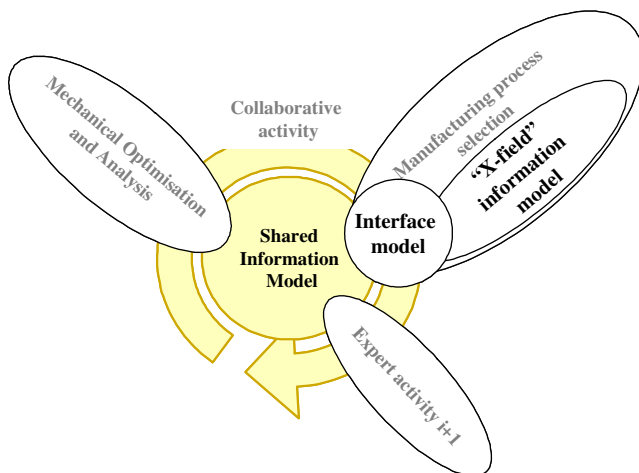 Mechanical Optimisation
and Analysis
Collaborative
activity
Manufacturing process
selection
“X-field”
information
model
Interface
model
Shared
Information
Model
Expert activity i+1